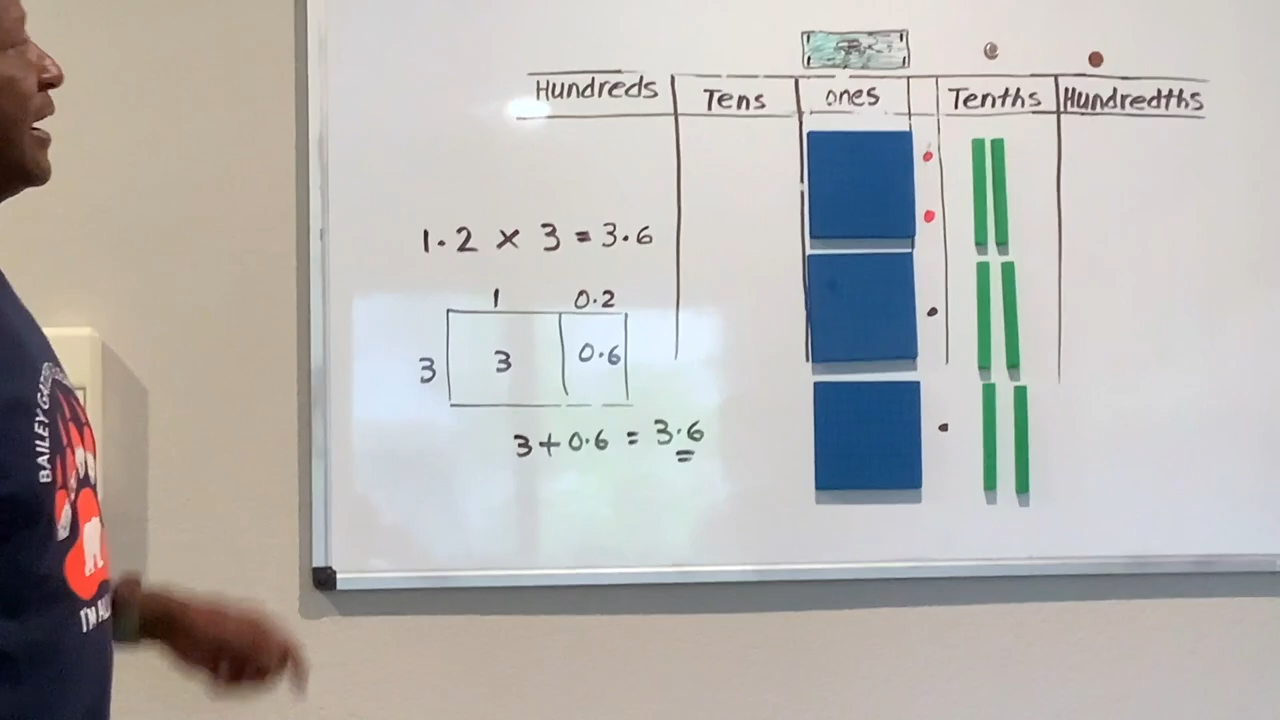 Hundreds Tens ones Tenths Hundredths
1.2 × 3 = 3.6
1 0.2
3 3 0.6
3 + 0.6 = 3.6
BAILEY
I'M